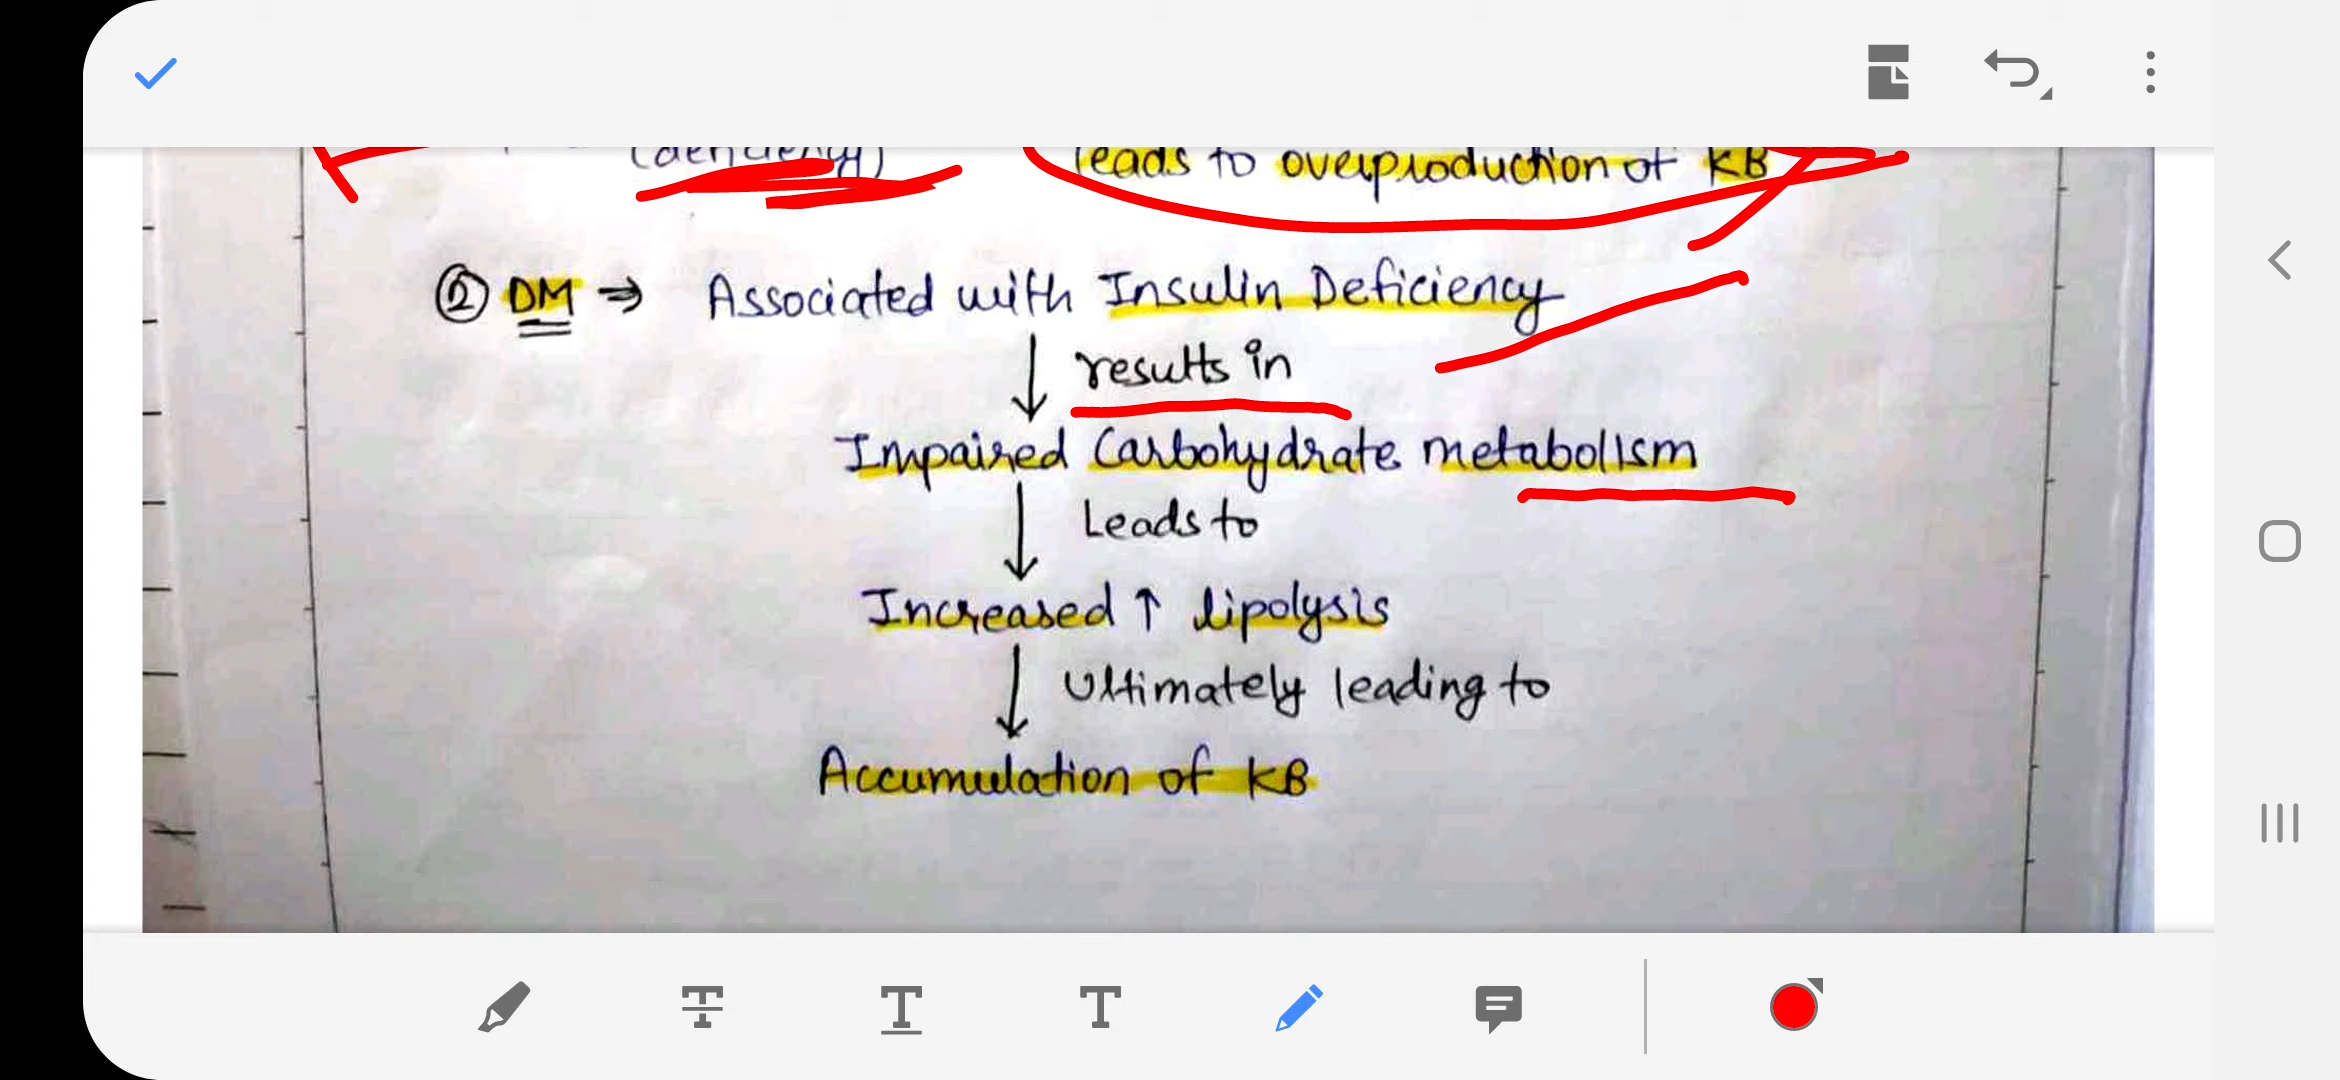 (deficiency)
leads to overproduction of KB
② DM ⇒ Associated with Insulin Deficiency
↓ results in
Impaired Carbohydrate metabolism
↓ Leads to
Increased ↑ lipolysis
↓ Ultimately leading to
Accumulation of KB